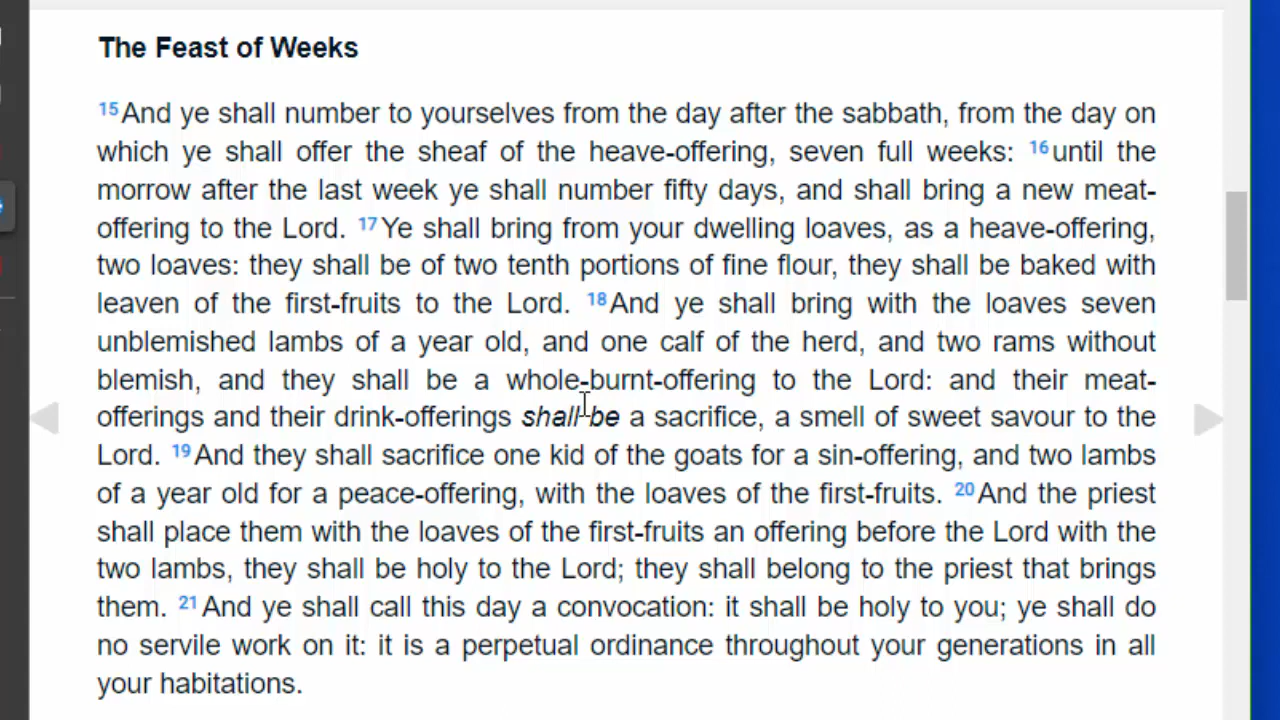 The Feast of Weeks
15And ye shall number to yourselves from the day after the sabbath, from the day on
which ye shall offer the sheaf of the heave-offering, seven full weeks: 16until the
morrow after the last week ye shall number fifty days, and shall bring a new meat-
offering to the Lord. 17Ye shall bring from your dwelling loaves, as a heave-offering,
two loaves: they shall be of two tenth portions of fine flour, they shall be baked with
leaven of the first-fruits to the Lord. 18And ye shall bring with the loaves seven
unblemished lambs of a year old, and one calf of the herd, and two rams without
blemish, and they shall be a whole-burnt-offering to the Lord: and their meat-
offerings and their drink-offerings shall be a sacrifice, a smell of sweet savour to the
Lord. 19And they shall sacrifice one kid of the goats for a sin-offering, and two lambs
of a year old for a peace-offering, with the loaves of the first-fruits. 20And the priest
shall place them with the loaves of the first-fruits an offering before the Lord with the
two lambs, they shall be holy to the Lord; they shall belong to the priest that brings
them. 21And ye shall call this day a convocation: it shall be holy to you; ye shall do
no servile work on it: it is a perpetual ordinance throughout your generations in all
your habitations.